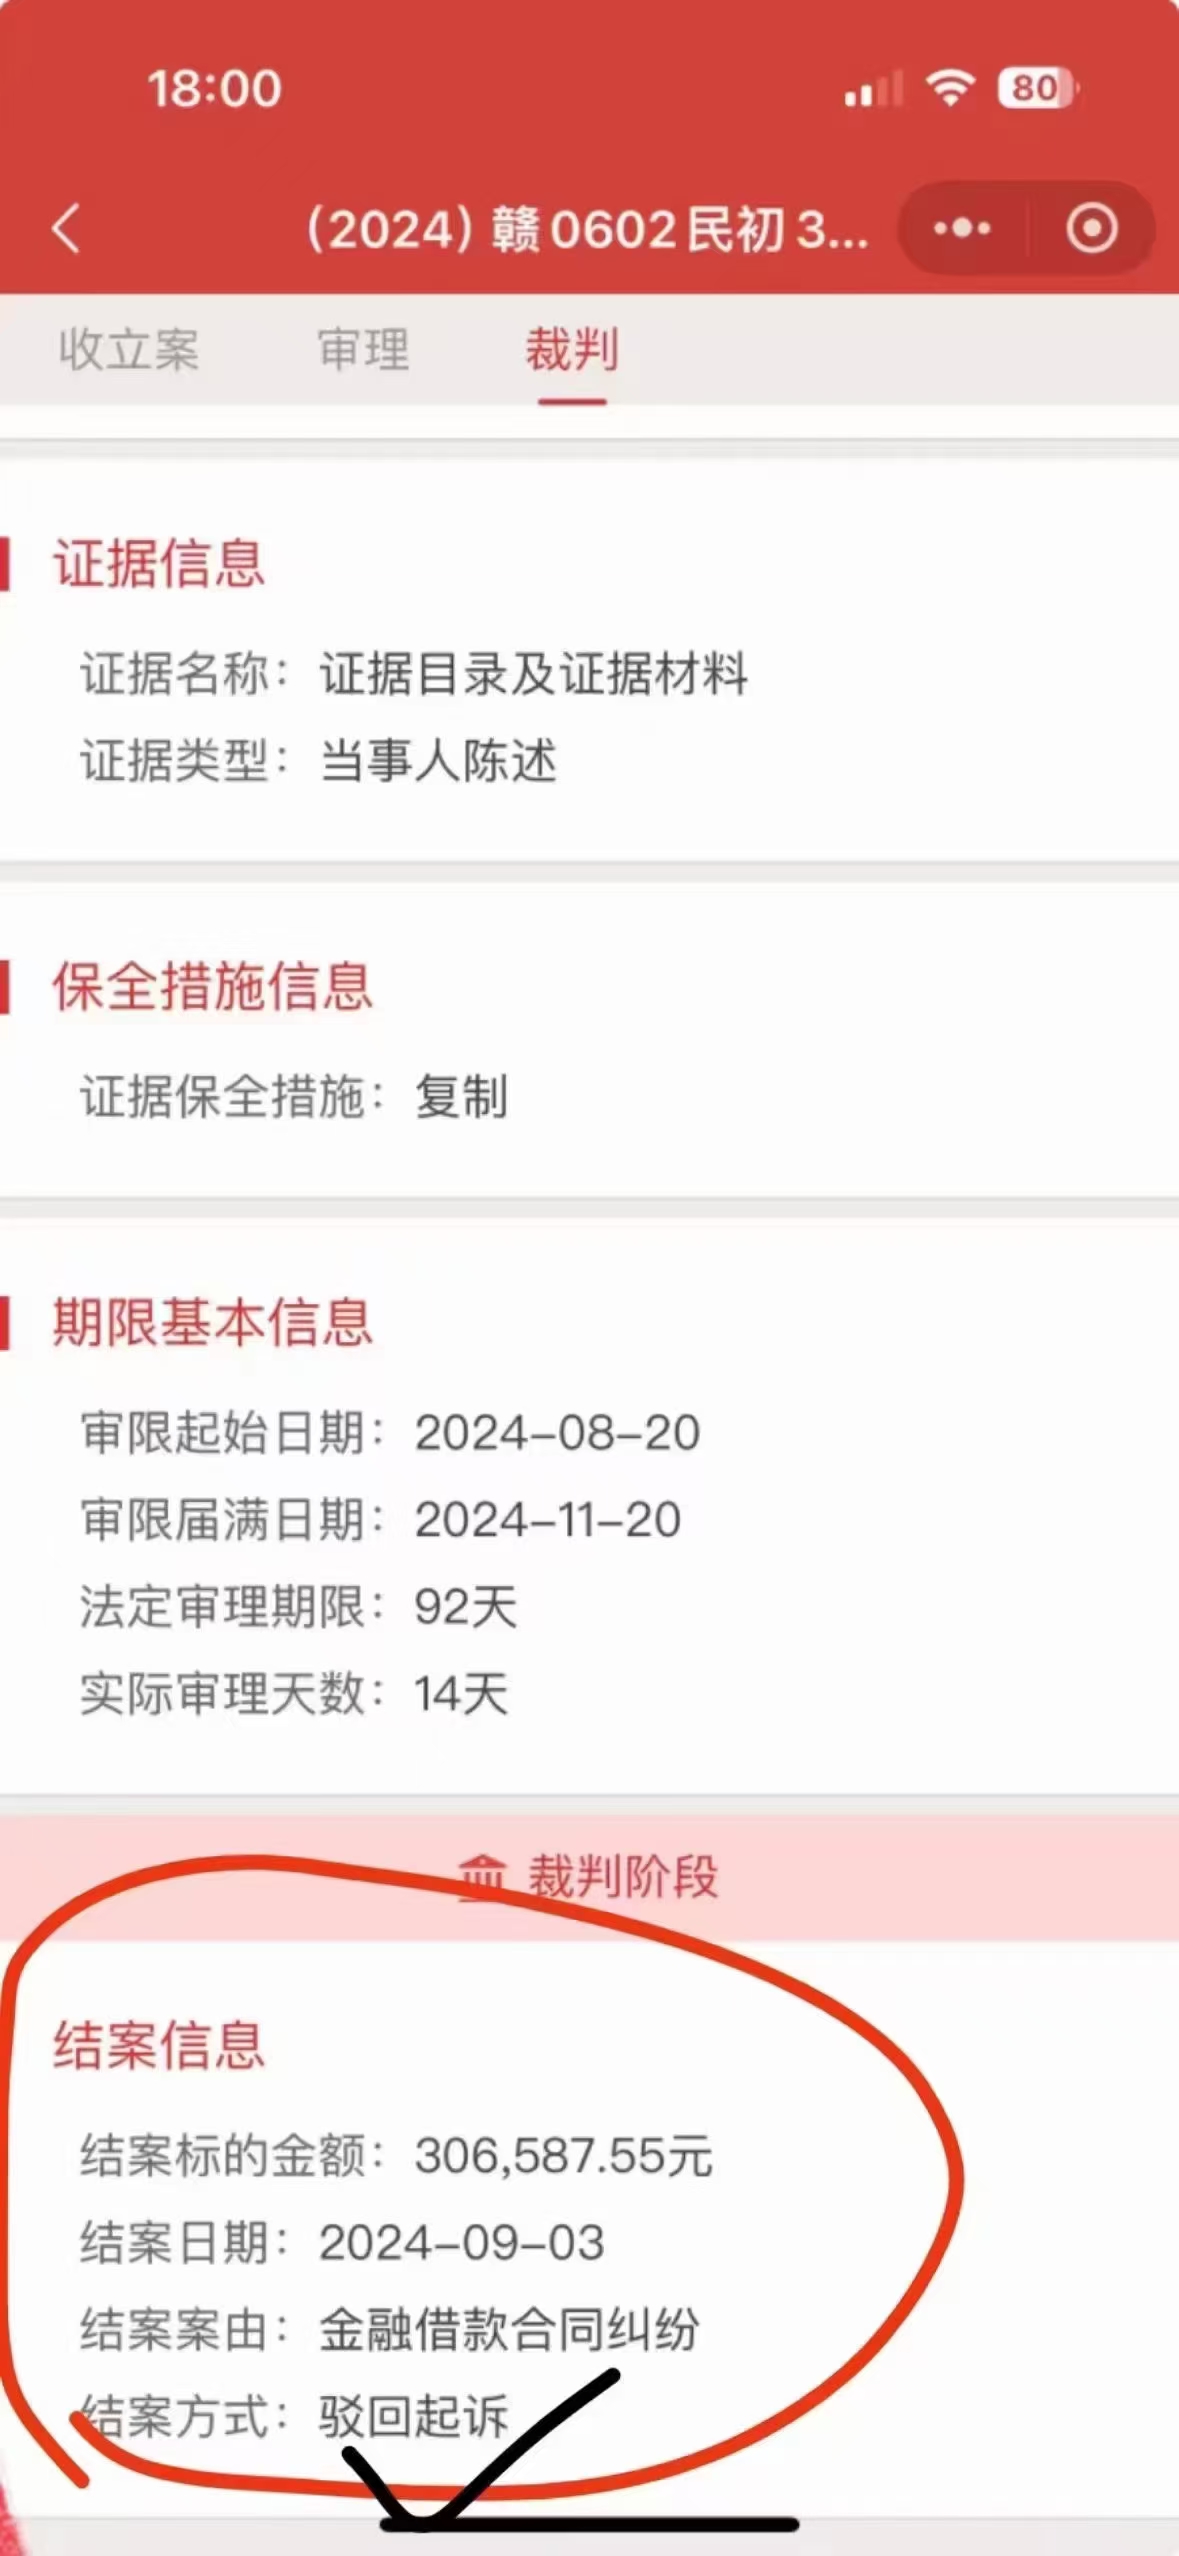 18:00
80
（2024）赣0602民初3...
收立案 审理 裁判
证据信息
证据名称：证据目录及证据材料
证据类型：当事人陈述
保全措施信息
证据保全措施：复制
期限基本信息
审限起始日期：2024-08-20
审限届满日期：2024-11-20
法定审理期限：92天
实际审理天数：14天
裁判阶段
结案信息
结案标的金额：306,587.55元
结案日期：2024-09-03
结案案由：金融借款合同纠纷
结案方式：驳回起诉